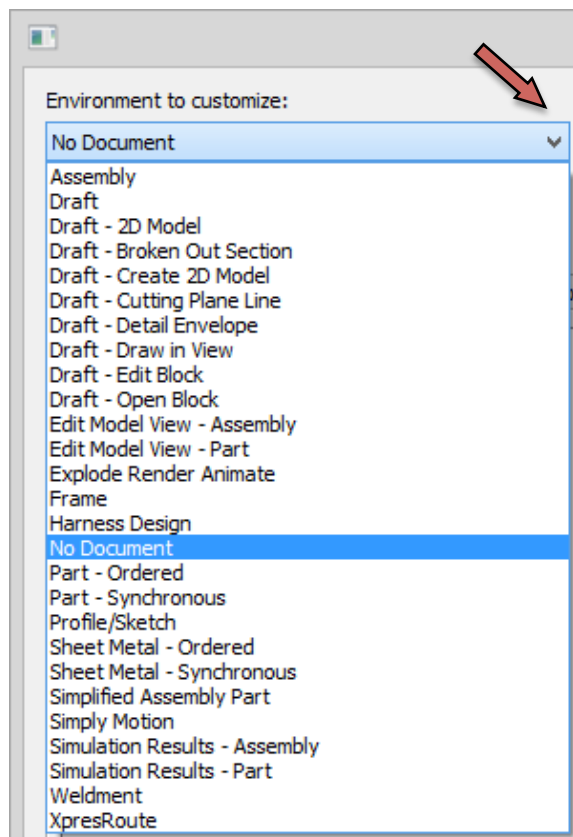 Environment to customize:
No Document
Assembly
Draft
Draft - 2D Model
Draft - Broken Out Section
Draft - Create 2D Model
Draft - Cutting Plane Line
Draft - Detail Envelope
Draft - Draw in View
Draft - Edit Block
Draft - Open Block
Edit Model View - Assembly
Edit Model View - Part
Explode Render Animate
Frame
Harness Design
No Document
Part - Ordered
Part - Synchronous
Profile/Sketch
Sheet Metal - Ordered
Sheet Metal - Synchronous
Simplified Assembly Part
Simply Motion
Simulation Results - Assembly
Simulation Results - Part
Weldment
XpresRoute